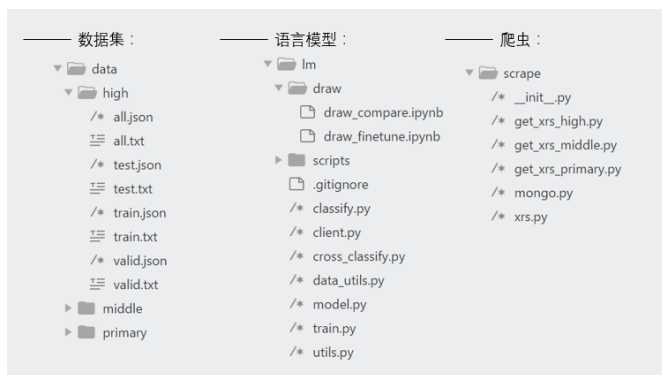 数据集：
data
high
all.json
all.txt
test.json
test.txt
train.json
train.txt
valid.json
valid.txt
middle
primary
语言模型：
lm
draw
draw_compare.ipynb
draw_finetune.ipynb
scripts
.gitignore
classify.py
client.py
cross_classify.py
data_utils.py
model.py
train.py
utils.py
爬虫：
scrape
__init__.py
get_xrs_high.py
get_xrs_middle.py
get_xrs_primary.py
mongo.py
xrs.py